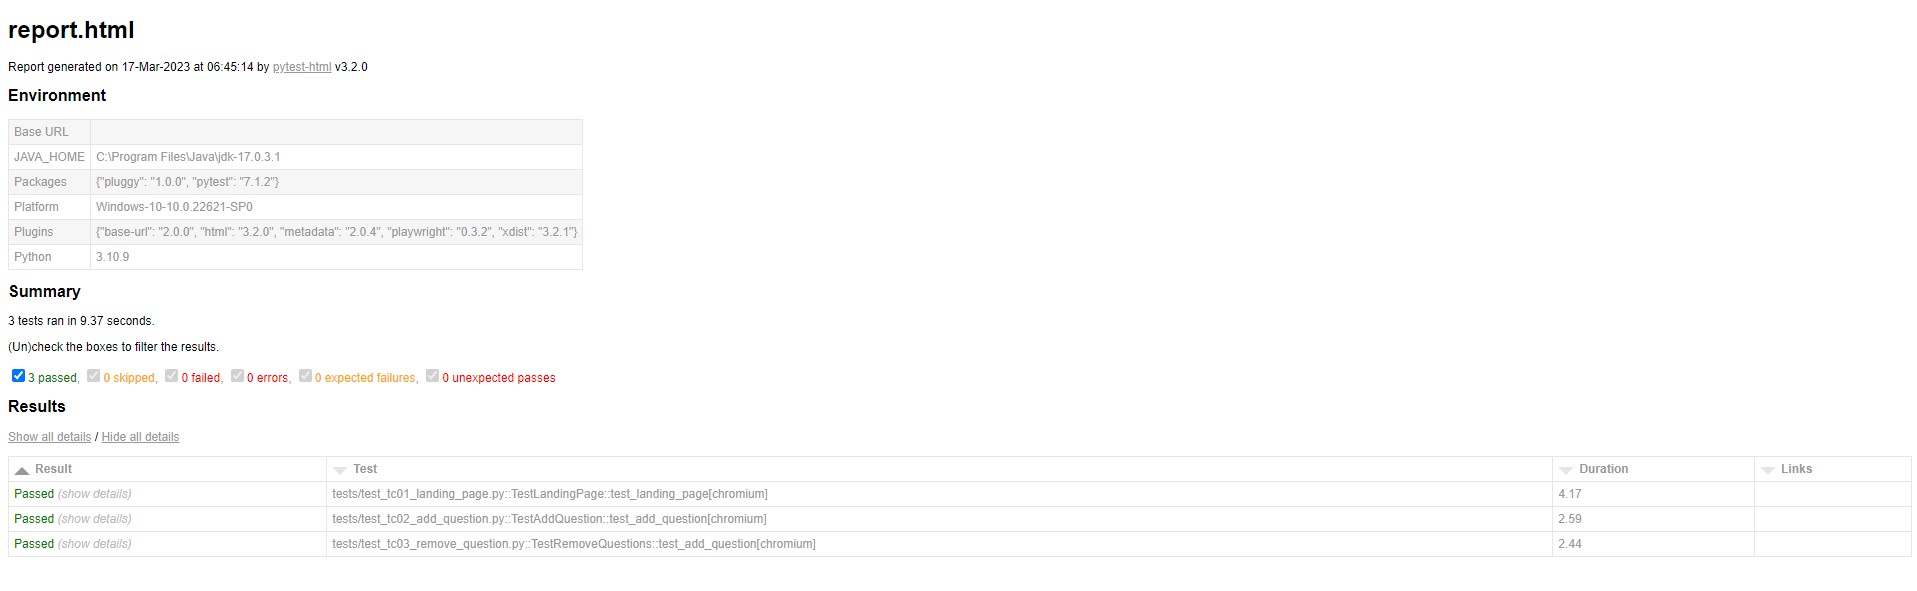 report.html
Report generated on 17-Mar-2023 at 06:45:14 by pytest-html v3.2.0
Environment
Base URL
JAVA_HOME C:\Program Files\Java\jdk-17.0.3.1
Packages {"pluggy": "1.0.0", "pytest": "7.1.2"}
Platform Windows-10-10.0.22621-SP0
Plugins {"base-url": "2.0.0", "html": "3.2.0", "metadata": "2.0.4", "playwright": "0.3.2", "xdist": "3.2.1"}
Python 3.10.9
Summary
3 tests ran in 9.37 seconds.
(Un)check the boxes to filter the results.
3 passed, 0 skipped, 0 failed, 0 errors, 0 expected failures, 0 unexpected passes
Results
Show all details / Hide all details
Result Test Duration Links
Passed (show details) tests/test_tc01_landing_page.py::TestLandingPage::test_landing_page[chromium] 4.17
Passed (show details) tests/test_tc02_add_question.py::TestAddQuestion::test_add_question[chromium] 2.59
Passed (show details) tests/test_tc03_remove_question.py::TestRemoveQuestions::test_add_question[chromium] 2.44